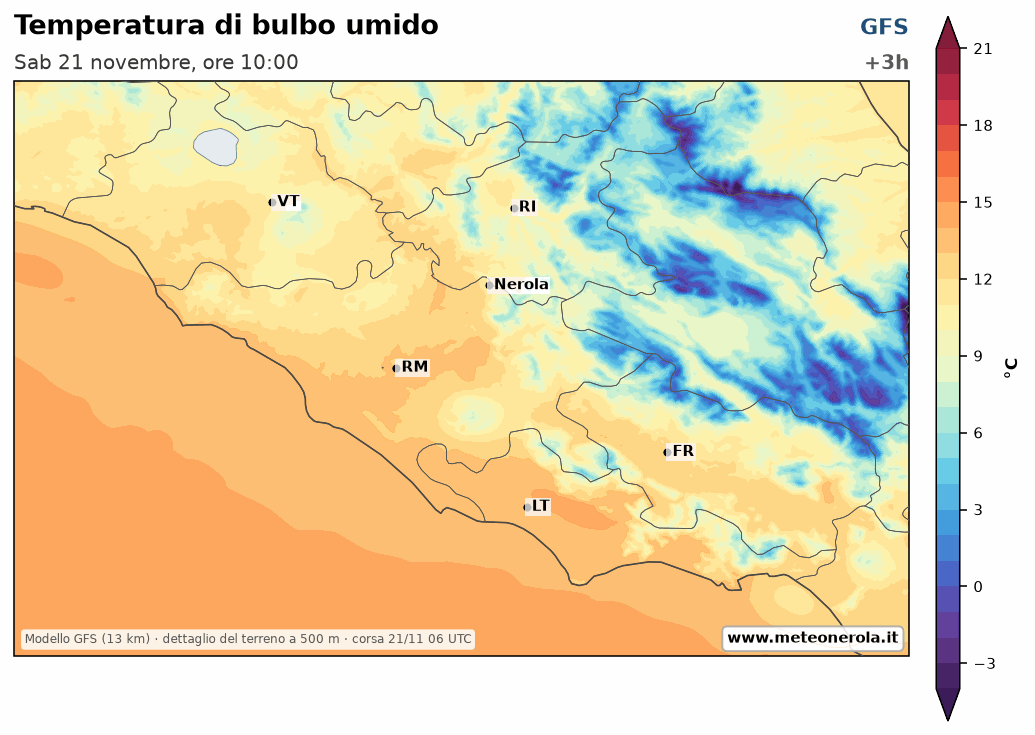 Temperatura di bulbo umido
GFS
Sab 21 novembre, ore 10:00
+3h
21
18
15
12
9
6
3
0
−3
°C
VT
RI
Nerola
RM
FR
LT
Modello GFS (13 km) · dettaglio del terreno a 500 m · corsa 21/11 06 UTC
www.meteonerola.it